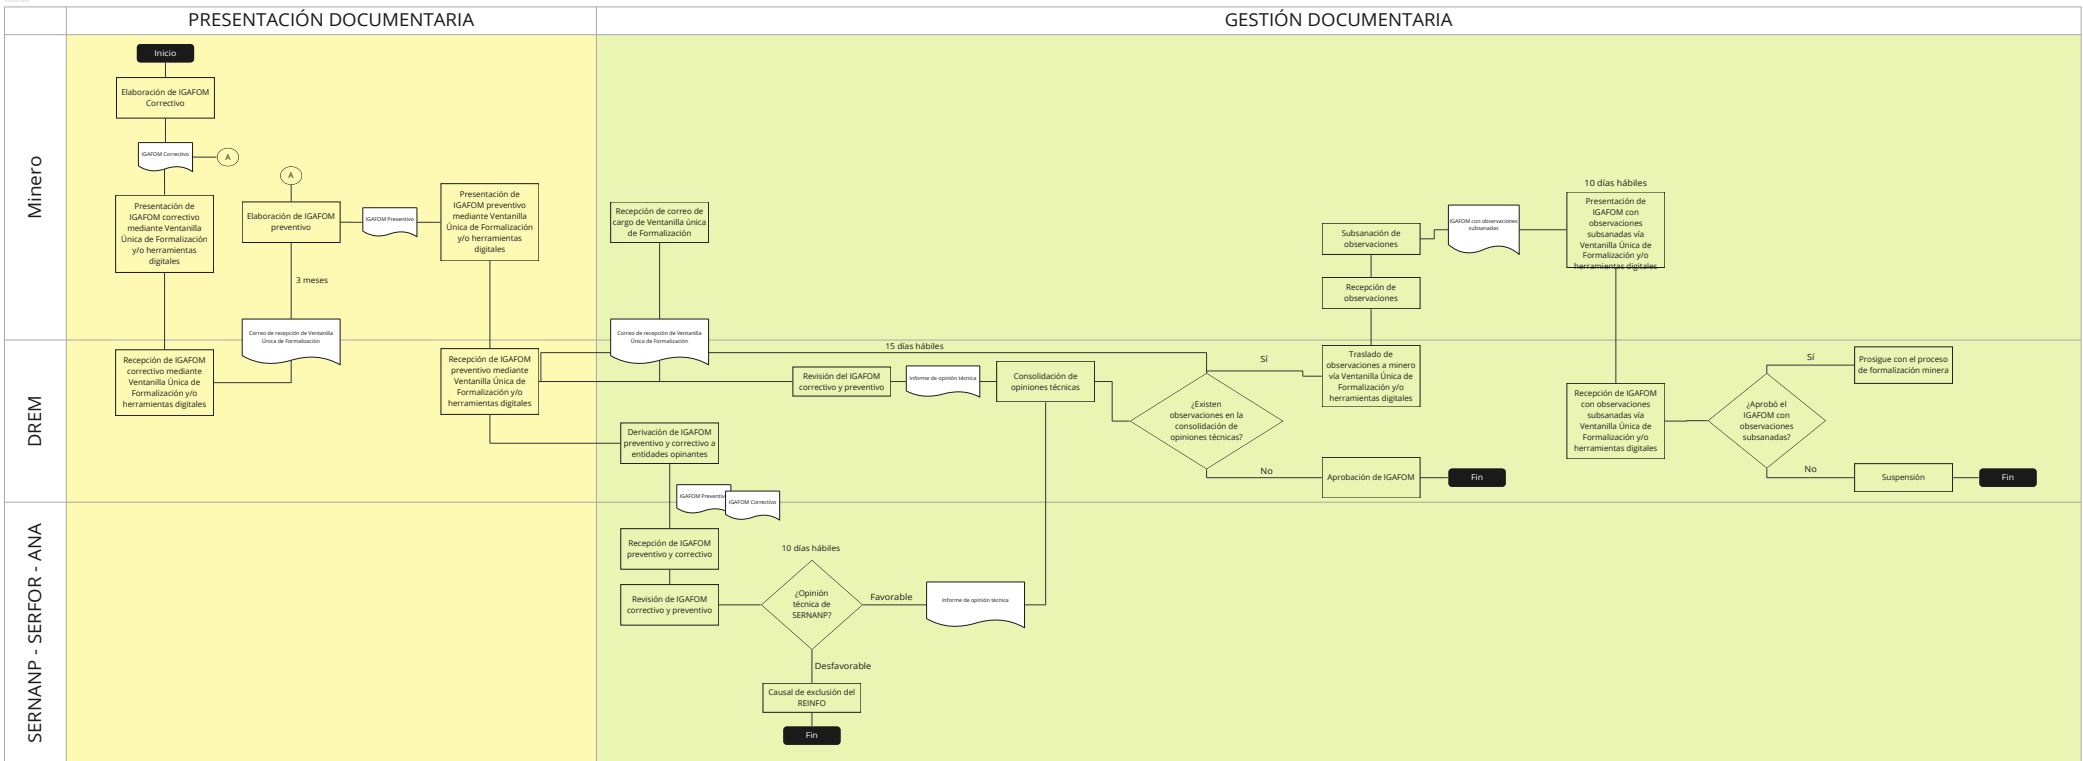 PRESENTACIÓN DOCUMENTARIA
GESTIÓN DOCUMENTARIA
Minero
Inicio
Elaboración de IGAFOM
Correctivo
IGAFOM Correctivo
A
Presentación de
IGAFOM correctivo
mediante Ventanilla
Única de Formalización
y/o herramientas
digitales
A
Elaboración de IGAFOM
preventivo
3 meses
IGAFOM Preventivo
Presentación de
IGAFOM preventivo
mediante Ventanilla
Única de Formalización
y/o herramientas
digitales
Correo de recepción de Ventanilla
Única de Formalización
Recepción de correo de
cargo de Ventanilla única
de Formalización
Correo de recepción de Ventanilla
Única de Formalización
Subsanación de
observaciones
Recepción de
observaciones
IGAFOM con observaciones
subsanadas
10 días hábiles
Presentación de
IGAFOM con
observaciones
subsanadas vía
Ventanilla Única de
Formalización y/o
herramientas digitales
DREM
Recepción de IGAFOM
correctivo mediante
Ventanilla Única de
Formalización y/o
herramientas digitales
Recepción de IGAFOM
preventivo mediante
Ventanilla Única de
Formalización y/o
herramientas digitales
15 días hábiles
Revisión del IGAFOM
correctivo y preventivo
Informe de opinión técnica
Consolidación de
opiniones técnicas
Derivación de IGAFOM
preventivo y correctivo a
entidades opinantes
¿Existen
observaciones en la
consolidación de
opiniones técnicas?
Sí
Traslado de
observaciones a minero
vía Ventanilla Única de
Formalización y/o
herramientas digitales
No
Aprobación de IGAFOM
Fin
Recepción de IGAFOM
con observaciones
subsanadas vía
Ventanilla Única de
Formalización y/o
herramientas digitales
¿Aprobó el
IGAFOM con
observaciones
subsanadas?
Sí
Prosigue con el proceso
de formalización minera
No
Suspensión
Fin
IGAFOM Preventiv
IGAFOM Correctivo
SERNANP - SERFOR - ANA
Recepción de IGAFOM
preventivo y correctivo
Revisión de IGAFOM
correctivo y preventivo
10 días hábiles
¿Opinión
técnica de
SERNANP?
Favorable
Informe de opinión técnica
Desfavorable
Causal de exclusión del
REINFO
Fin